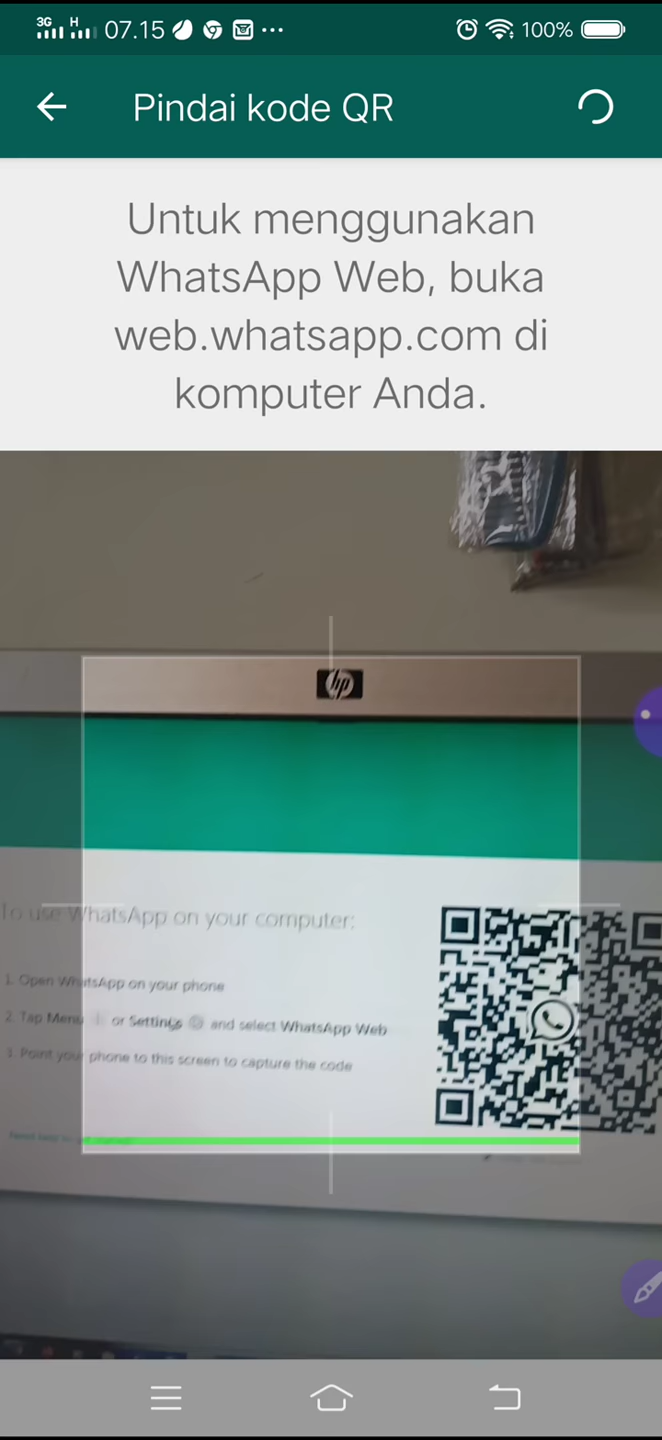 3G H 07.15 100%
Pindai kode QR
Untuk menggunakan
WhatsApp Web, buka
web.whatsapp.com di
komputer Anda.
hp
To use WhatsApp on your computer:
1. Open WhatsApp on your phone
2. Tap Menu or Settings and select WhatsApp Web
3. Point your phone to this screen to capture the code